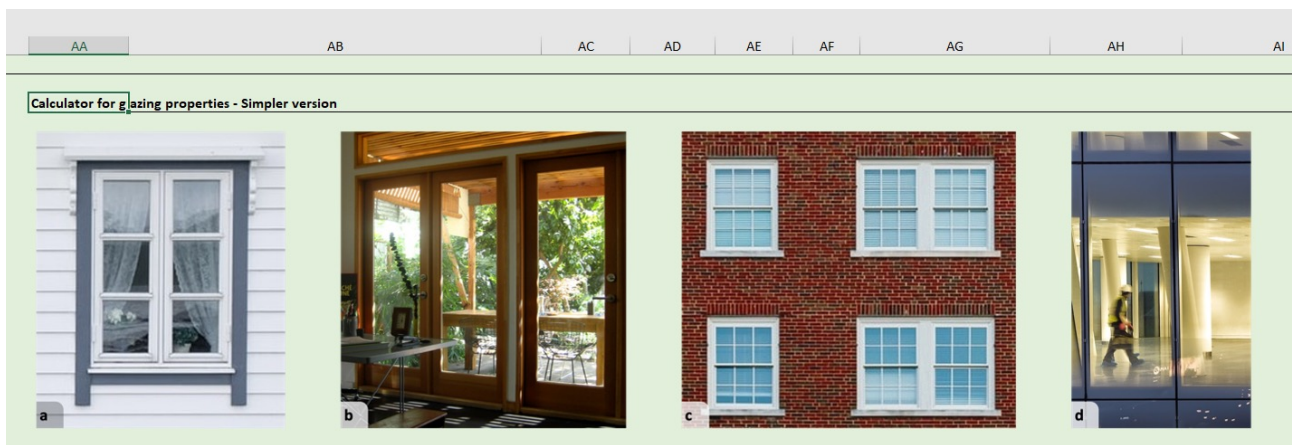 AA AB AC AD AE AF AG AH AI
Calculator for glazing properties - Simpler version
a b c d